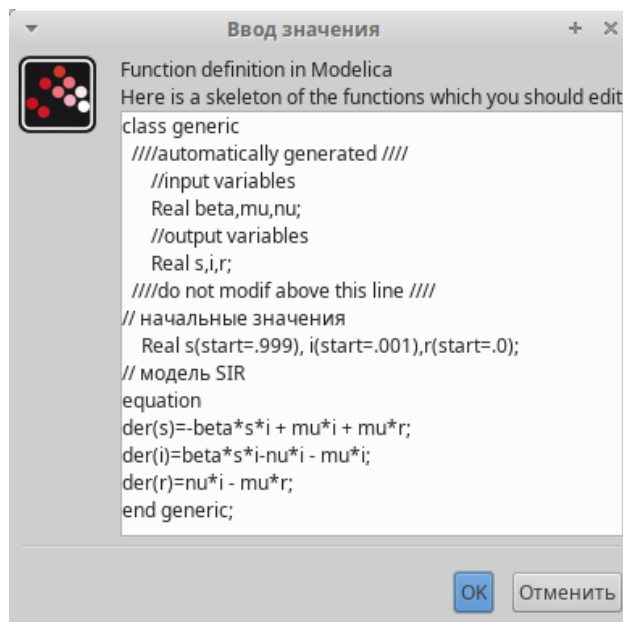 Ввод значения
Function definition in Modelica
Here is a skeleton of the functions which you should edit
class generic
////automatically generated ////
//input variables
Real beta,mu,nu;
//output variables
Real s,i,r;
////do not modif above this line ////
// начальные значения
Real s(start=.999), i(start=.001),r(start=.0);
// модель SIR
equation
der(s)=-beta*s*i + mu*i + mu*r;
der(i)=beta*s*i-nu*i - mu*i;
der(r)=nu*i - mu*r;
end generic;
OK
Отменить